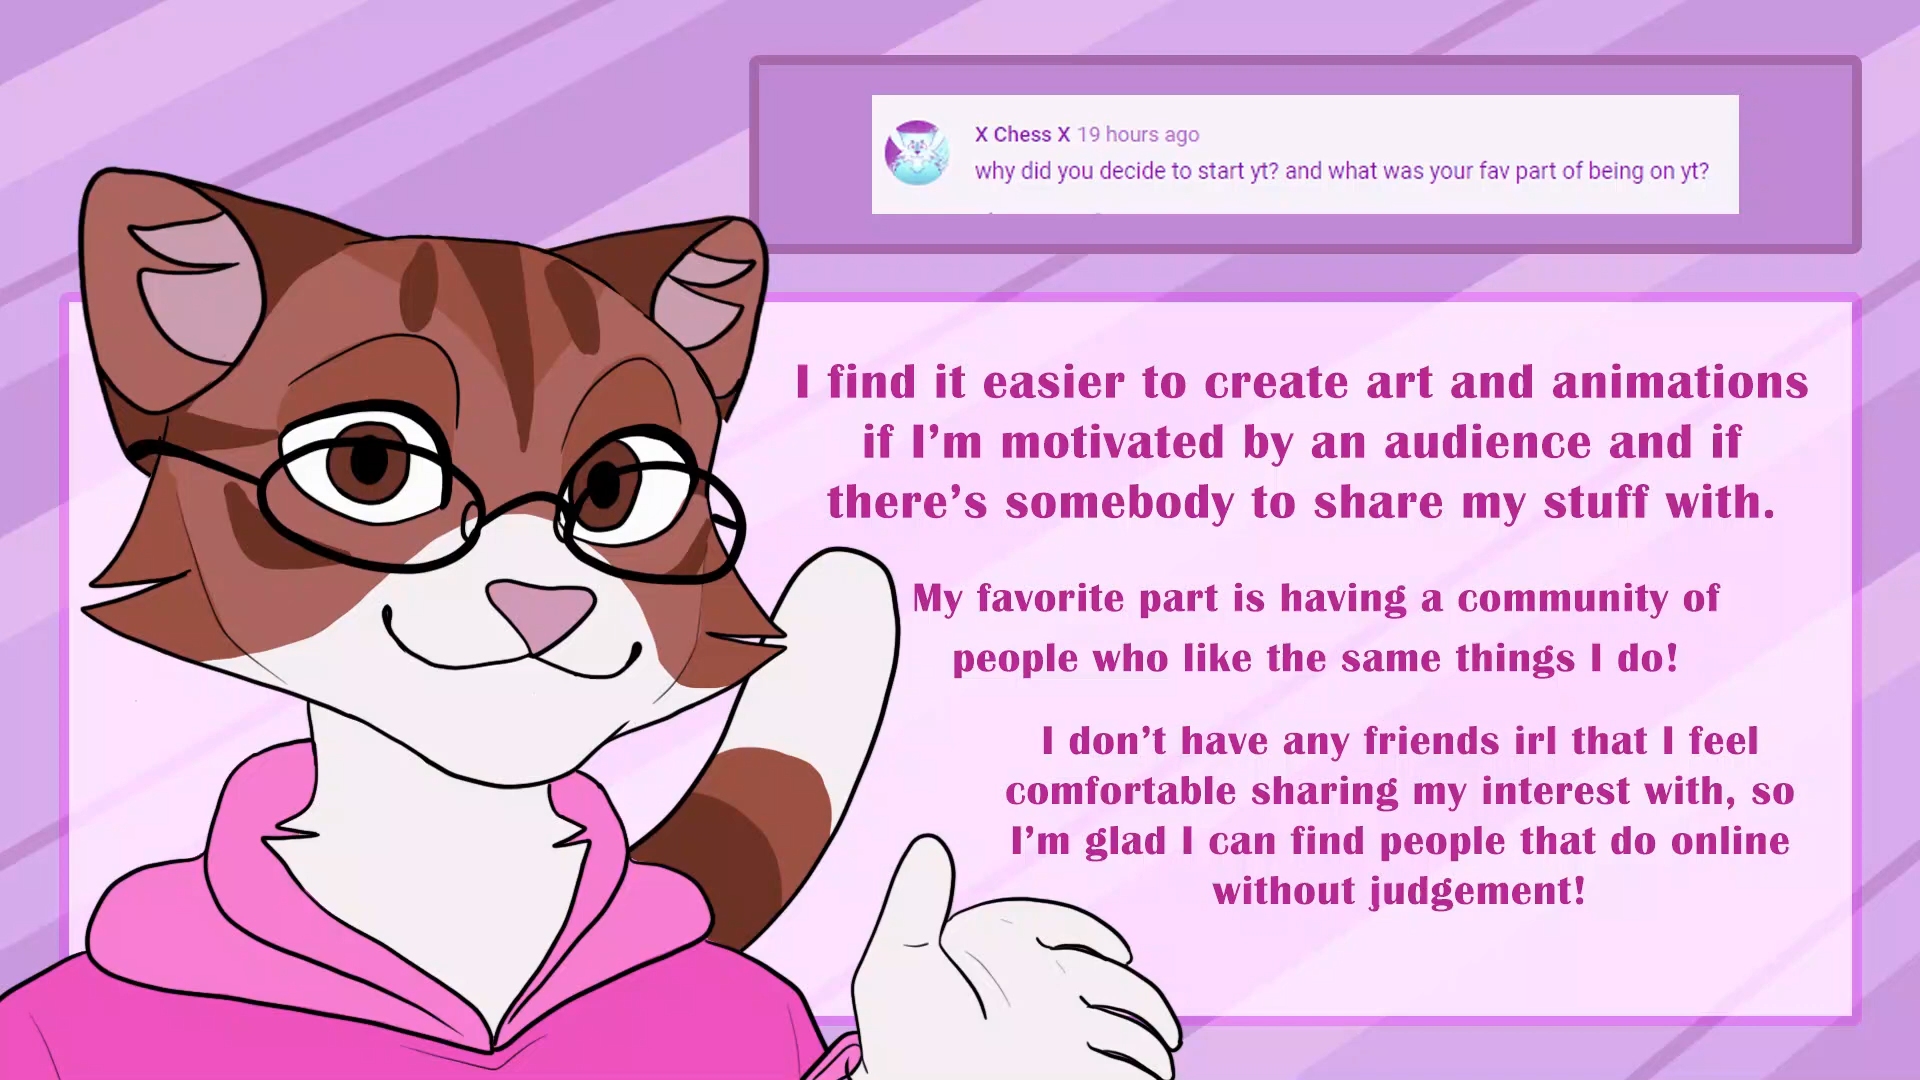 X Chess X 19 hours ago
why did you decide to start yt? and what was your fav part of being on yt?
I find it easier to create art and animations
if I'm motivated by an audience and if
there's somebody to share my stuff with.
My favorite part is having a community of
people who like the same things I do!
I don't have any friends irl that I feel
comfortable sharing my interest with, so
I'm glad I can find people that do online
without judgement!